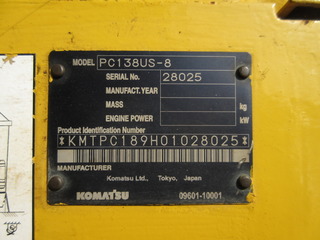 MODEL PC138US-8
SERIAL No. 28025
MANUFACT.YEAR
MASS kg
ENGINE POWER kW
Product Identification Number
*KMTPC189H01028025*
MANUFACTURER
Komatsu Ltd., Tokyo, Japan
KOMATSU 09601-10001